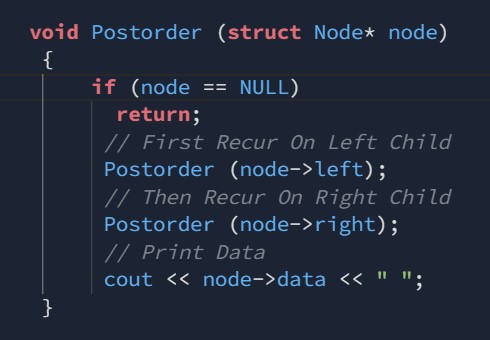 void Postorder (struct Node* node)
{
if (node == NULL)
return;
// First Recur On Left Child
Postorder (node->left);
// Then Recur On Right Child
Postorder (node->right);
// Print Data
cout << node->data << " ";
}